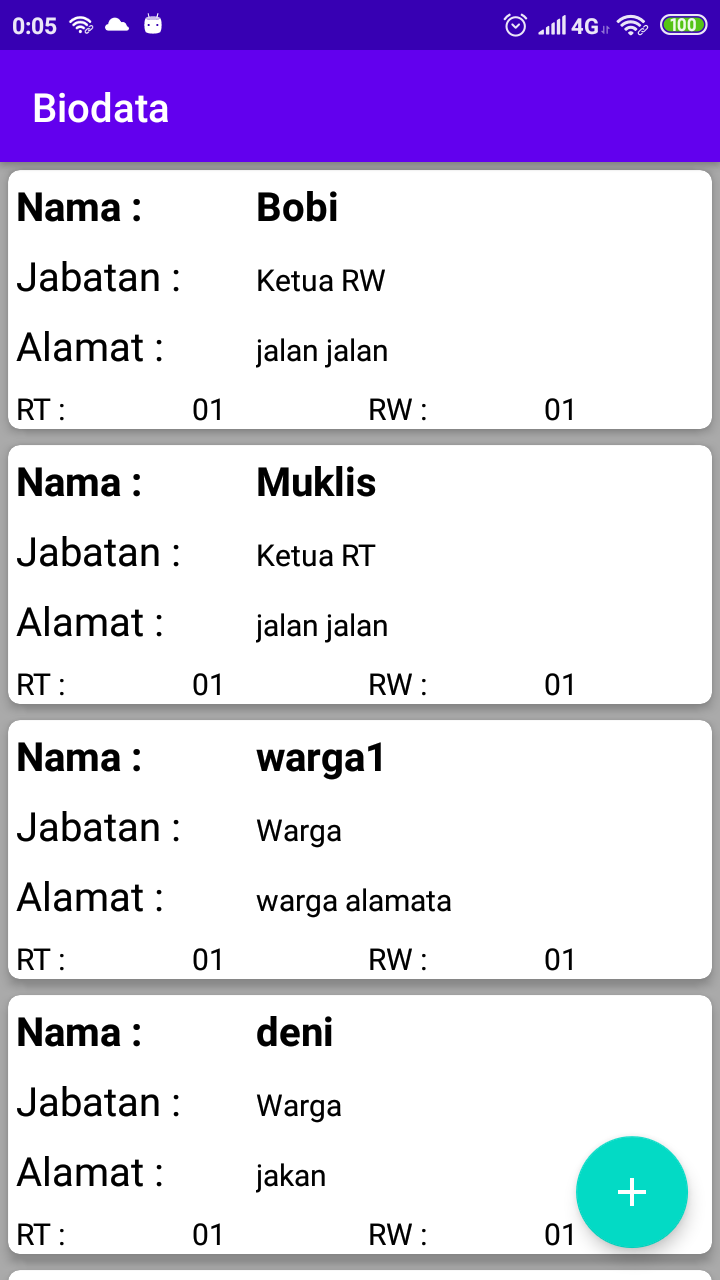 0:05 4G 100
Biodata
Nama : Bobi
Jabatan : Ketua RW
Alamat : jalan jalan
RT : 01 RW : 01
Nama : Muklis
Jabatan : Ketua RT
Alamat : jalan jalan
RT : 01 RW : 01
Nama : warga1
Jabatan : Warga
Alamat : warga alamata
RT : 01 RW : 01
Nama : deni
Jabatan : Warga
Alamat : jakan
RT : 01 RW : 01